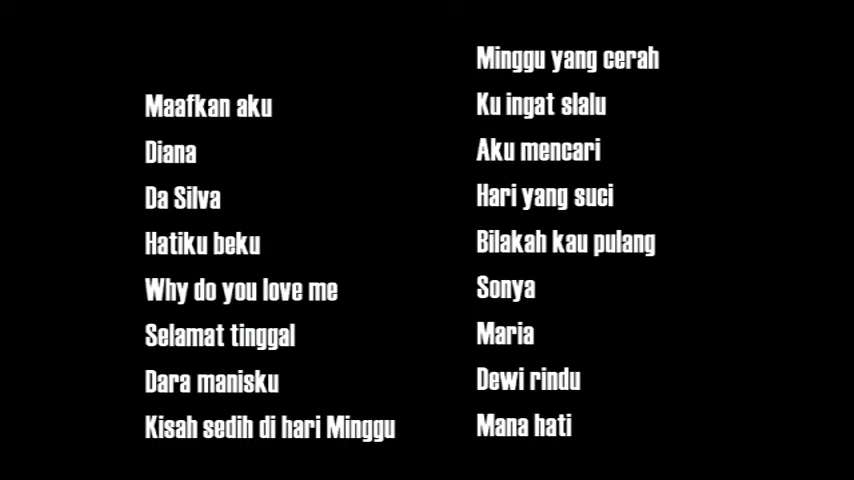 Maafkan aku
Diana
Da Silva
Hatiku beku
Why do you love me
Selamat tinggal
Dara manisku
Kisah sedih di hari Minggu
Minggu yang cerah
Ku ingat slalu
Aku mencari
Hari yang suci
Bilakah kau pulang
Sonya
Maria
Dewi rindu
Mana hati